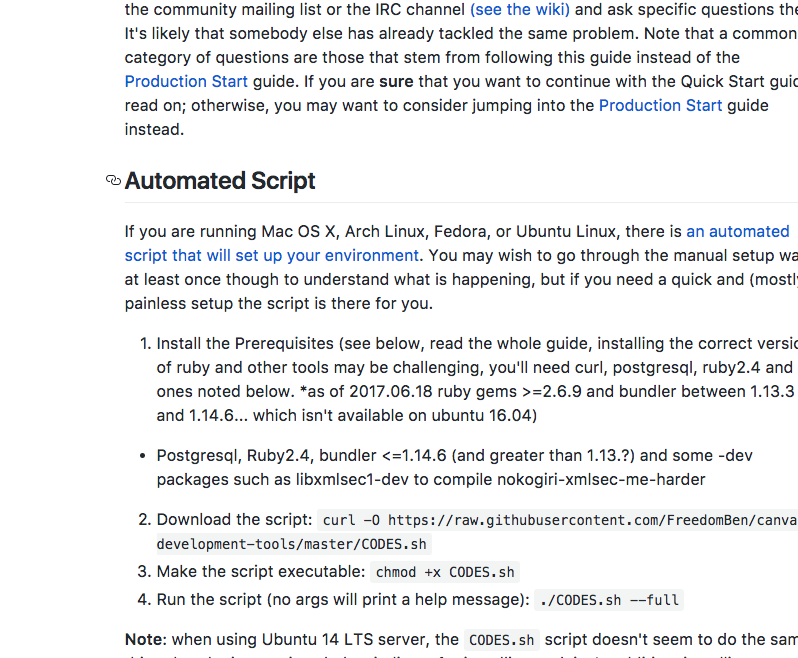 the community mailing list or the IRC channel (see the wiki) and ask specific questions
It's likely that somebody else has already tackled the same problem. Note that a common
category of questions are those that stem from following this guide instead of the
Production Start guide. If you are sure that you want to continue with the Quick Start
read on; otherwise, you may want to consider jumping into the Production Start guide
instead.
Automated Script
If you are running Mac OS X, Arch Linux, Fedora, or Ubuntu Linux, there is an automated
script that will set up your environment. You may wish to go through the manual setup
at least once though to understand what is happening, but if you need a quick and (mostly
painless setup the script is there for you.
1. Install the Prerequisites (see below, read the whole guide, installing the correct
of ruby and other tools may be challenging, you'll need curl, postgresql, ruby2.4 and
ones noted below. *as of 2017.06.18 ruby gems >=2.6.9 and bundler between 1.13.3
and 1.14.6... which isn't available on ubuntu 16.04)
• Postgresql, Ruby2.4, bundler <=1.14.6 (and greater than 1.13.?) and some -dev
packages such as libxmlsec1-dev to compile nokogiri-xmlsec-me-harder
2. Download the script: curl -O https://raw.githubusercontent.com/FreedomBen/canva
development-tools/master/CODES.sh
3. Make the script executable: chmod +x CODES.sh
4. Run the script (no args will print a help message): ./CODES.sh --full
Note: when using Ubuntu 14 LTS server, the CODES.sh script doesn't seem to do the